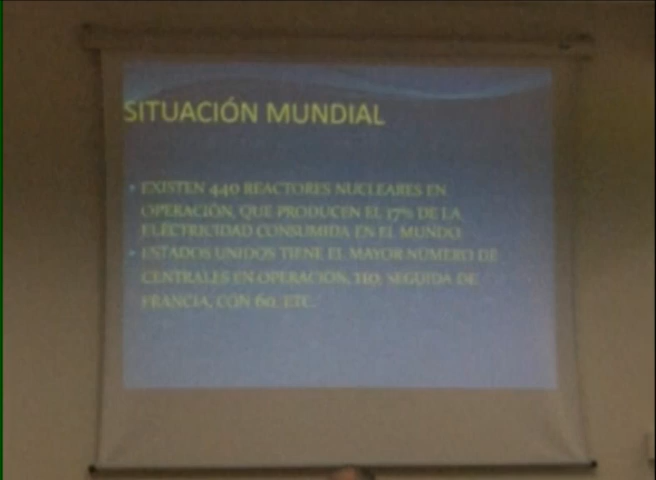 SITUACIÓN MUNDIAL
• EXISTEN 440 REACTORES NUCLEARES EN
OPERACIÓN, QUE PRODUCEN EL 17% DE LA
ELECTRICIDAD CONSUMIDA EN EL MUNDO.
• ESTADOS UNIDOS TIENE EL MAYOR NÚMERO DE
CENTRALES EN OPERACIÓN, 110, SEGUIDA DE
FRANCIA, CON 60, ETC.